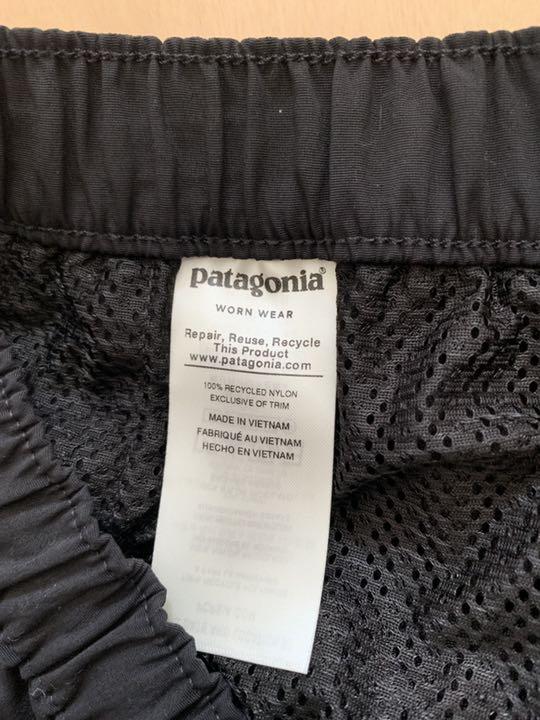 patagonia®
WORN WEAR
Repair, Reuse, Recycle
This Product
www.patagonia.com
100% RECYCLED NYLON
EXCLUSIVE OF TRIM
MADE IN VIETNAM
FABRIQUÉ AU VIETNAM
HECHO EN VIETNAM